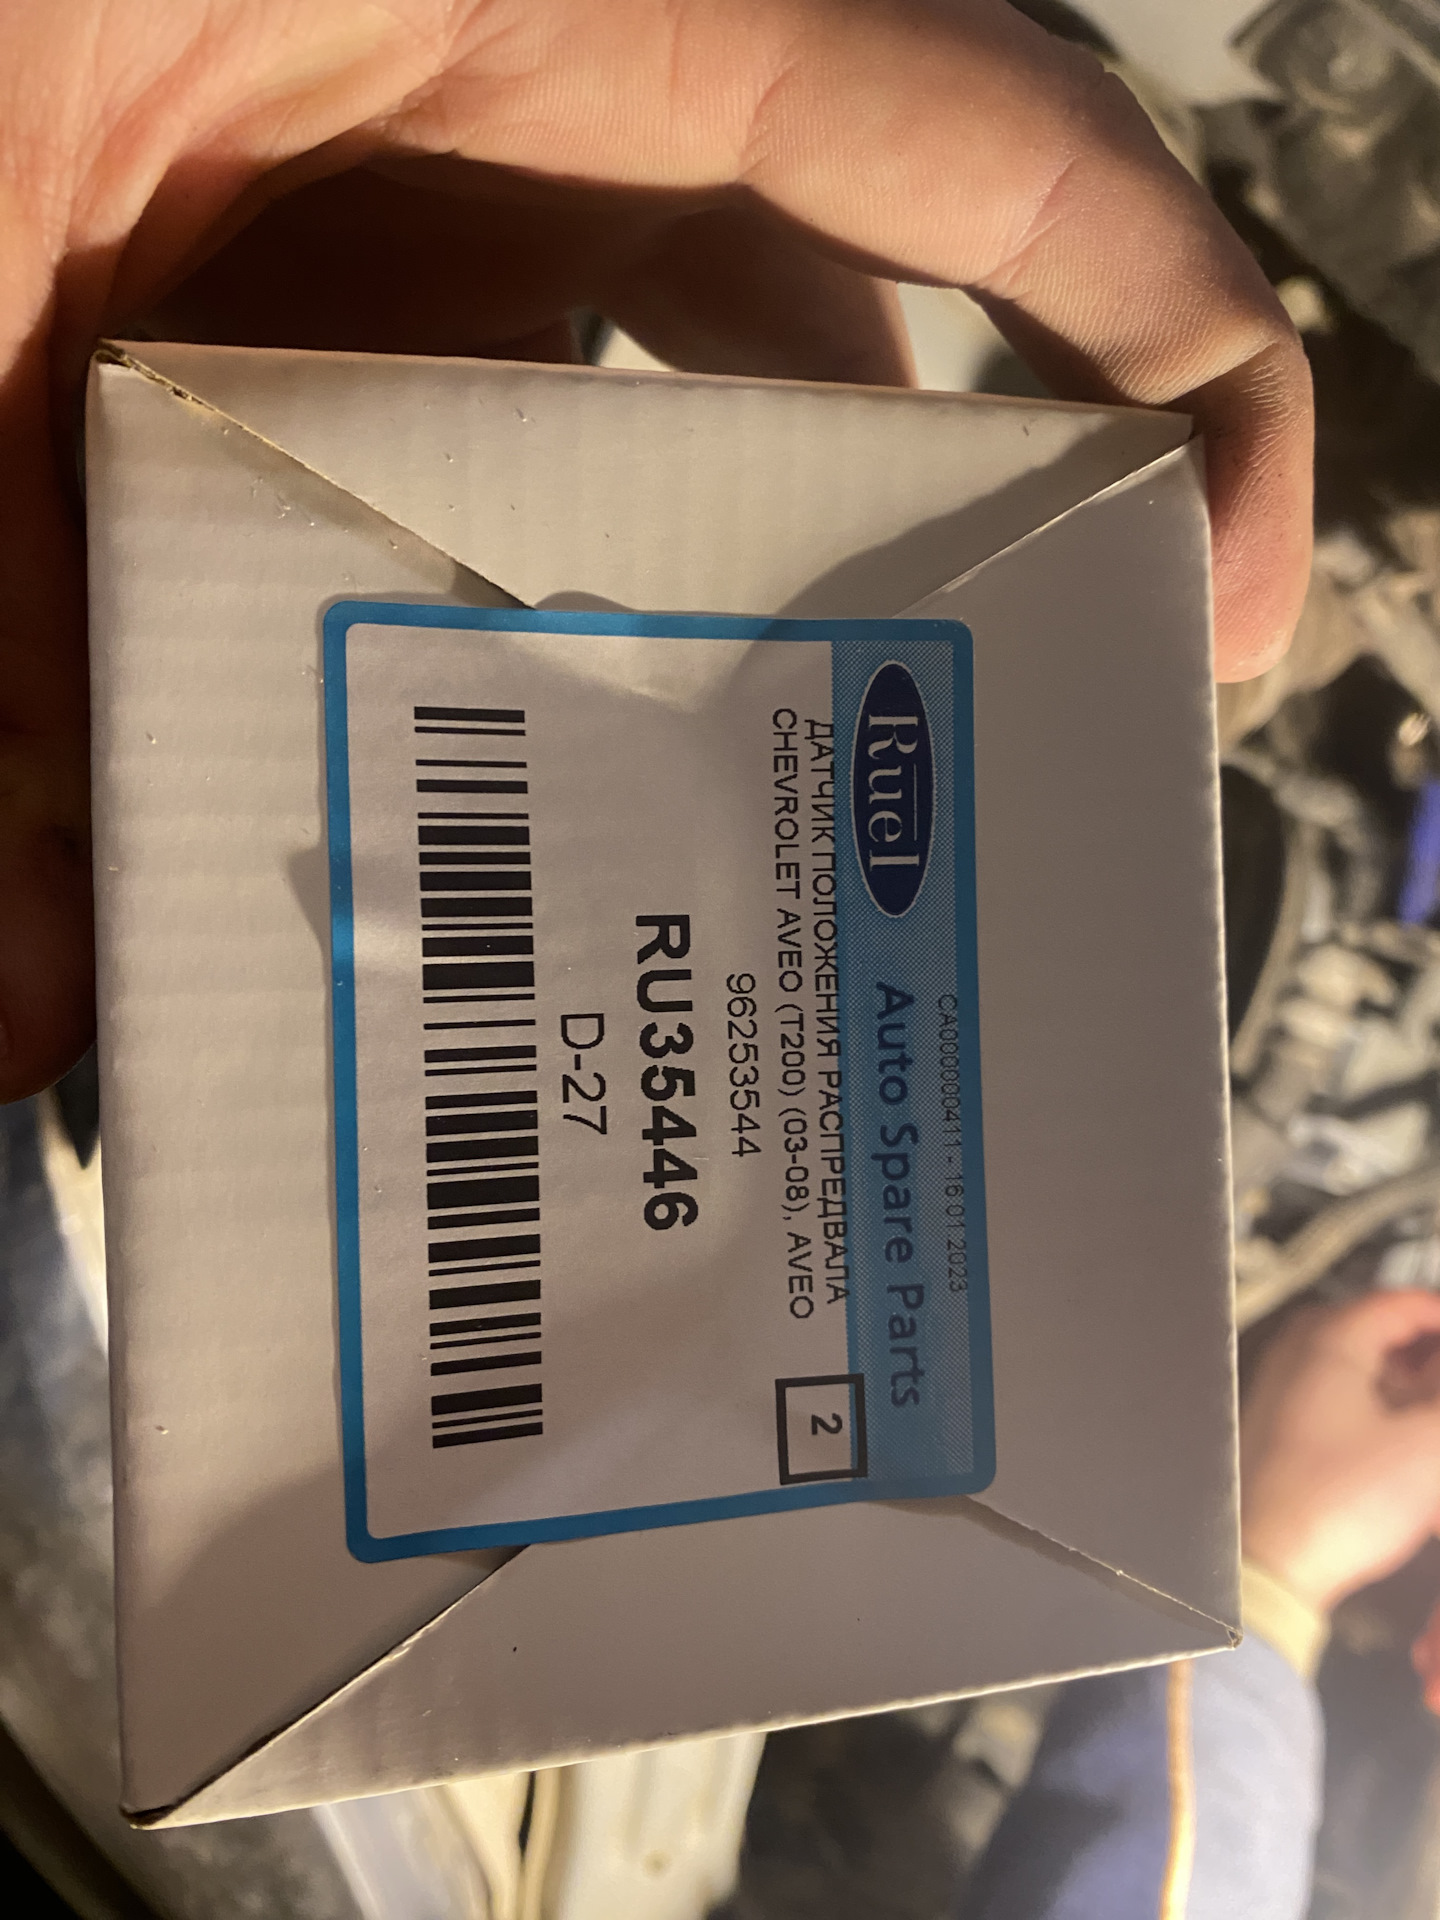 CA000000411 - 16.01.2023
Ruel Auto Spare Parts
ДАТЧИК ПОЛОЖЕНИЯ РАСПРЕДВАЛА
CHEVROLET AVEO (T200) (03-08), AVEO
2
96253544
RU35446
D-27